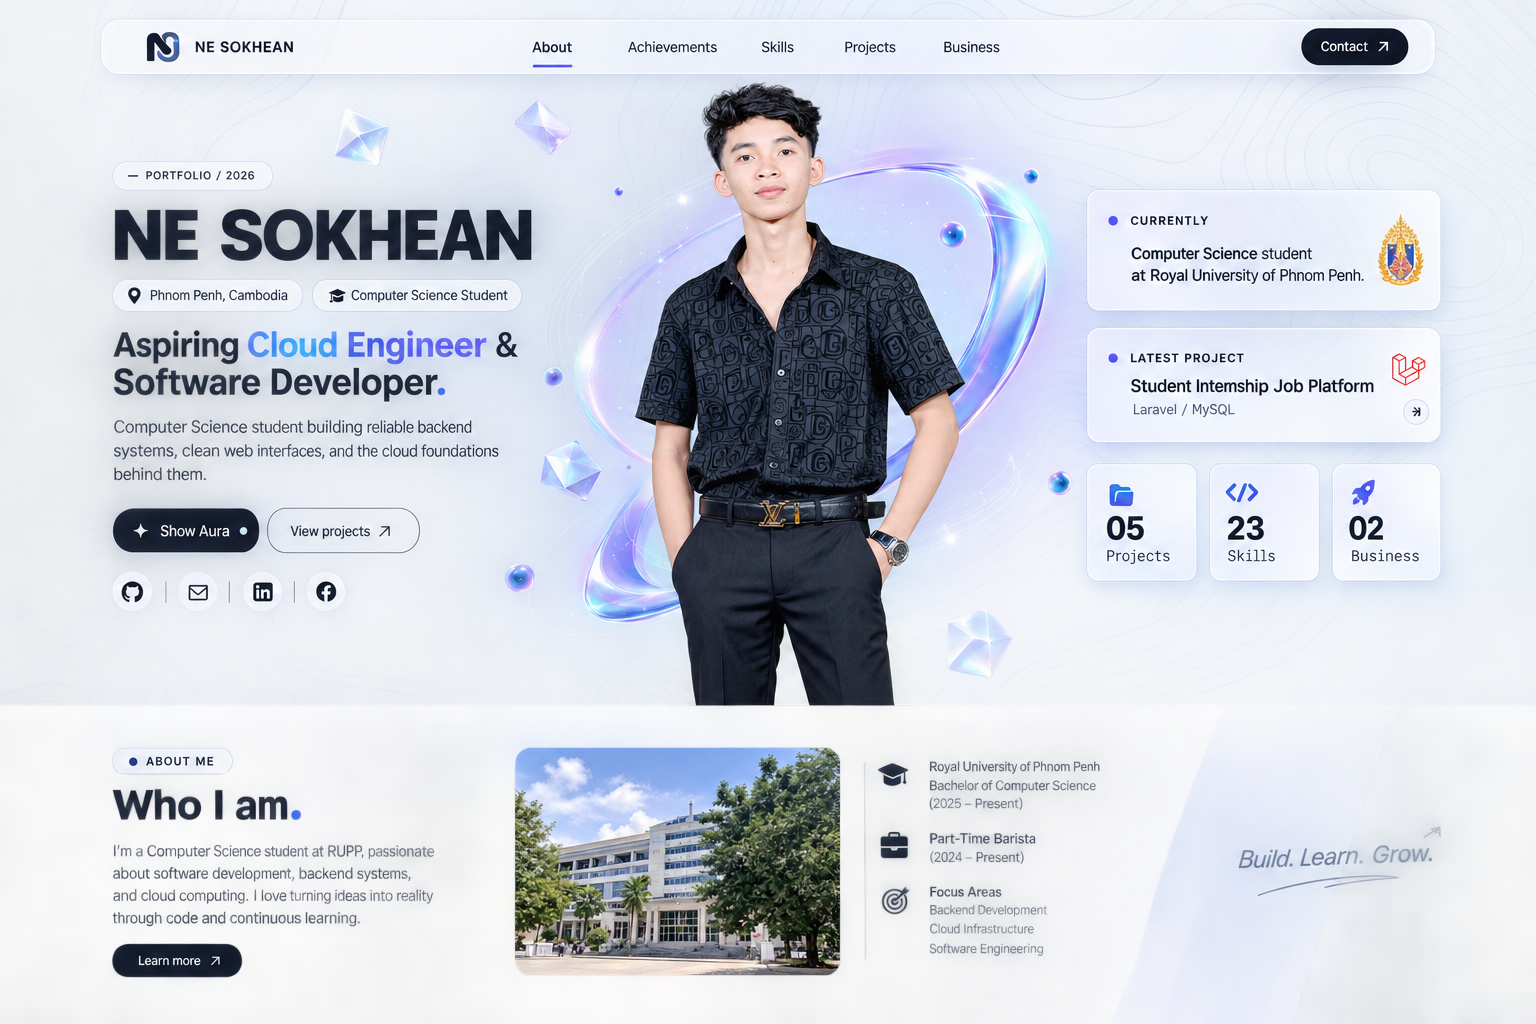 NE SOKHEAN
About
Achievements
Skills
Projects
Business
Contact
— PORTFOLIO / 2026
NE SOKHEAN
Phnom Penh, Cambodia
Computer Science Student
Aspiring Cloud Engineer &
Software Developer.
Computer Science student building reliable backend
systems, clean web interfaces, and the cloud foundations
behind them.
Show Aura
View projects
CURRENTLY
Computer Science student
at Royal University of Phnom Penh.
LATEST PROJECT
Student Internship Job Platform
Laravel / MySQL
05
Projects
23
Skills
02
Business
ABOUT ME
Who I am.
I'm a Computer Science student at RUPP, passionate
about software development, backend systems,
and cloud computing. I love turning ideas into reality
through code and continuous learning.
Learn more
Royal University of Phnom Penh
Bachelor of Computer Science
(2025 – Present)
Part-Time Barista
(2024 – Present)
Focus Areas
Backend Development
Cloud Infrastructure
Software Engineering
Build. Learn. Grow.